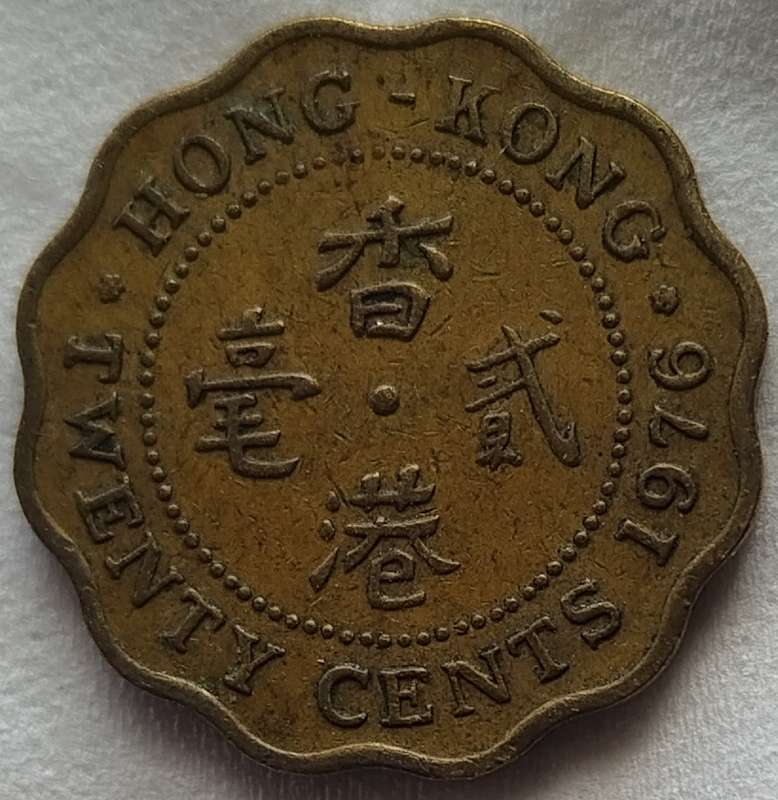 HONG-KONG
TWENTY CENTS 1976
香港
貳毫